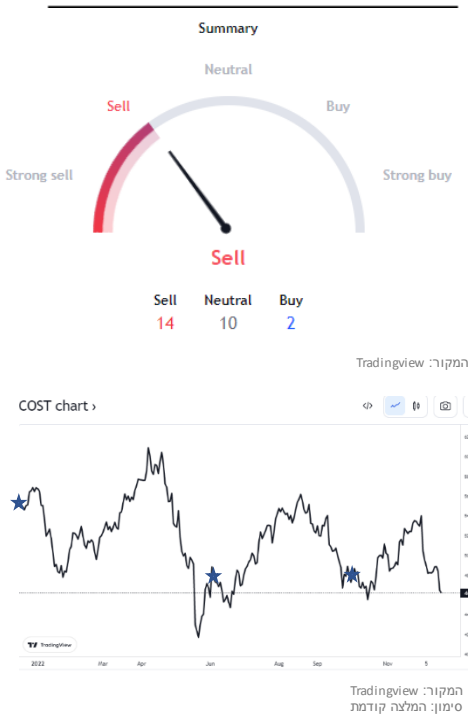 Summary
Neutral
Sell
Buy
Strong sell
Strong buy
Sell
Sell Neutral Buy
14 10 2
המקור: Tradingview
COST chart ›
TradingView
2022 Mar Apr Jun Aug Sep Nov 5
המקור: Tradingview
סימון: המלצה קודמת